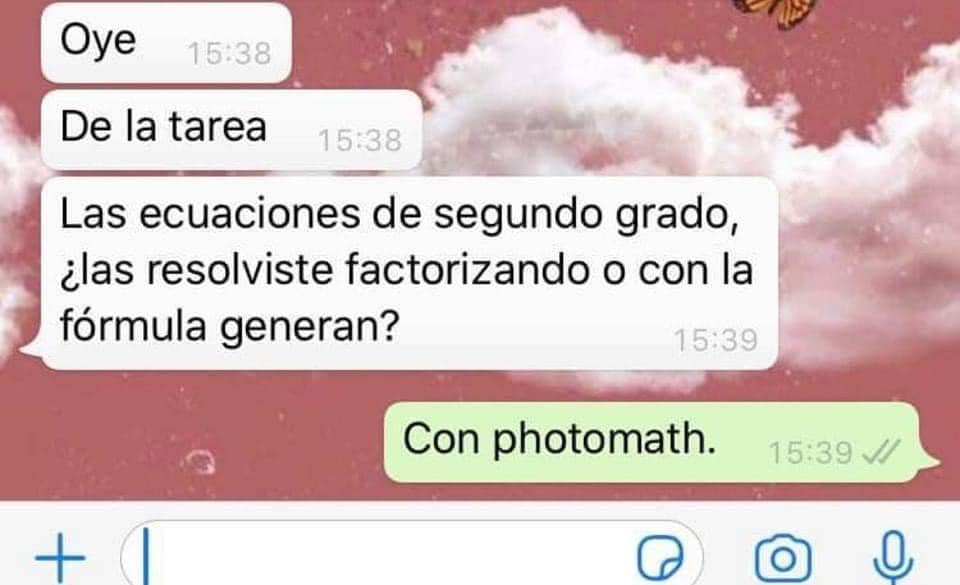 Oye 15:38
De la tarea 15:38
Las ecuaciones de segundo grado,
¿las resolviste factorizando o con la
fórmula generan? 15:39
Con photomath. 15:39